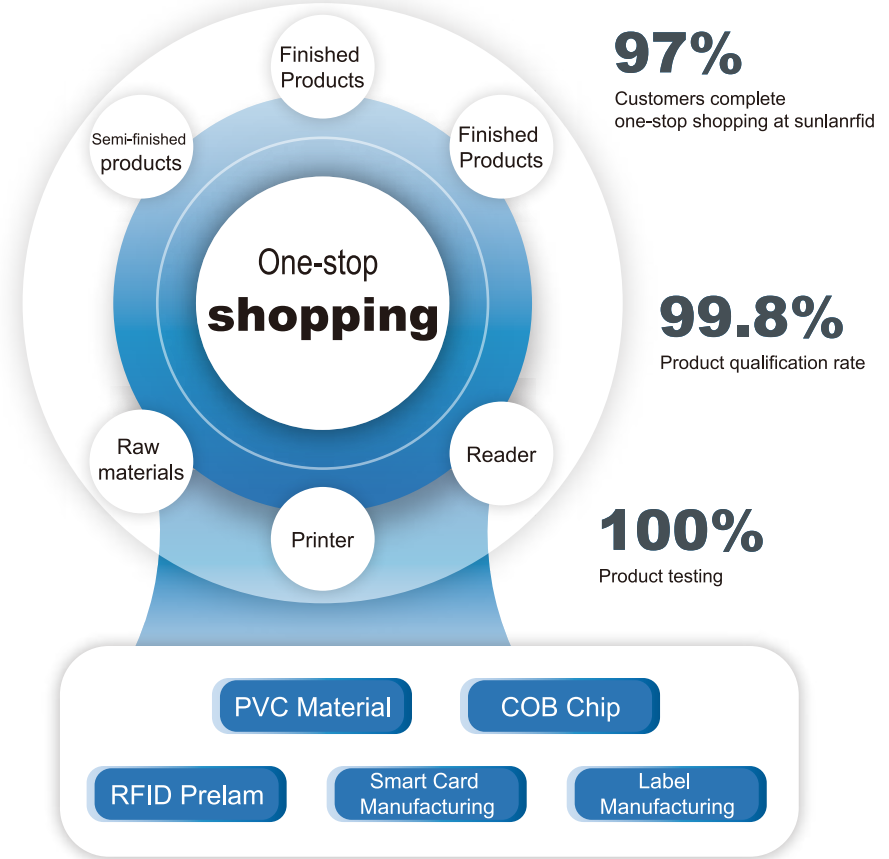 Finished
Products
Semi-finished
products
Finished
Products
One-stop
shopping
Raw
materials
Reader
Printer
97%
Customers complete
one-stop shopping at sunlanrfid
99.8%
Product qualification rate
100%
Product testing
PVC Material
COB Chip
RFID Prelam
Smart Card
Manufacturing
Label
Manufacturing